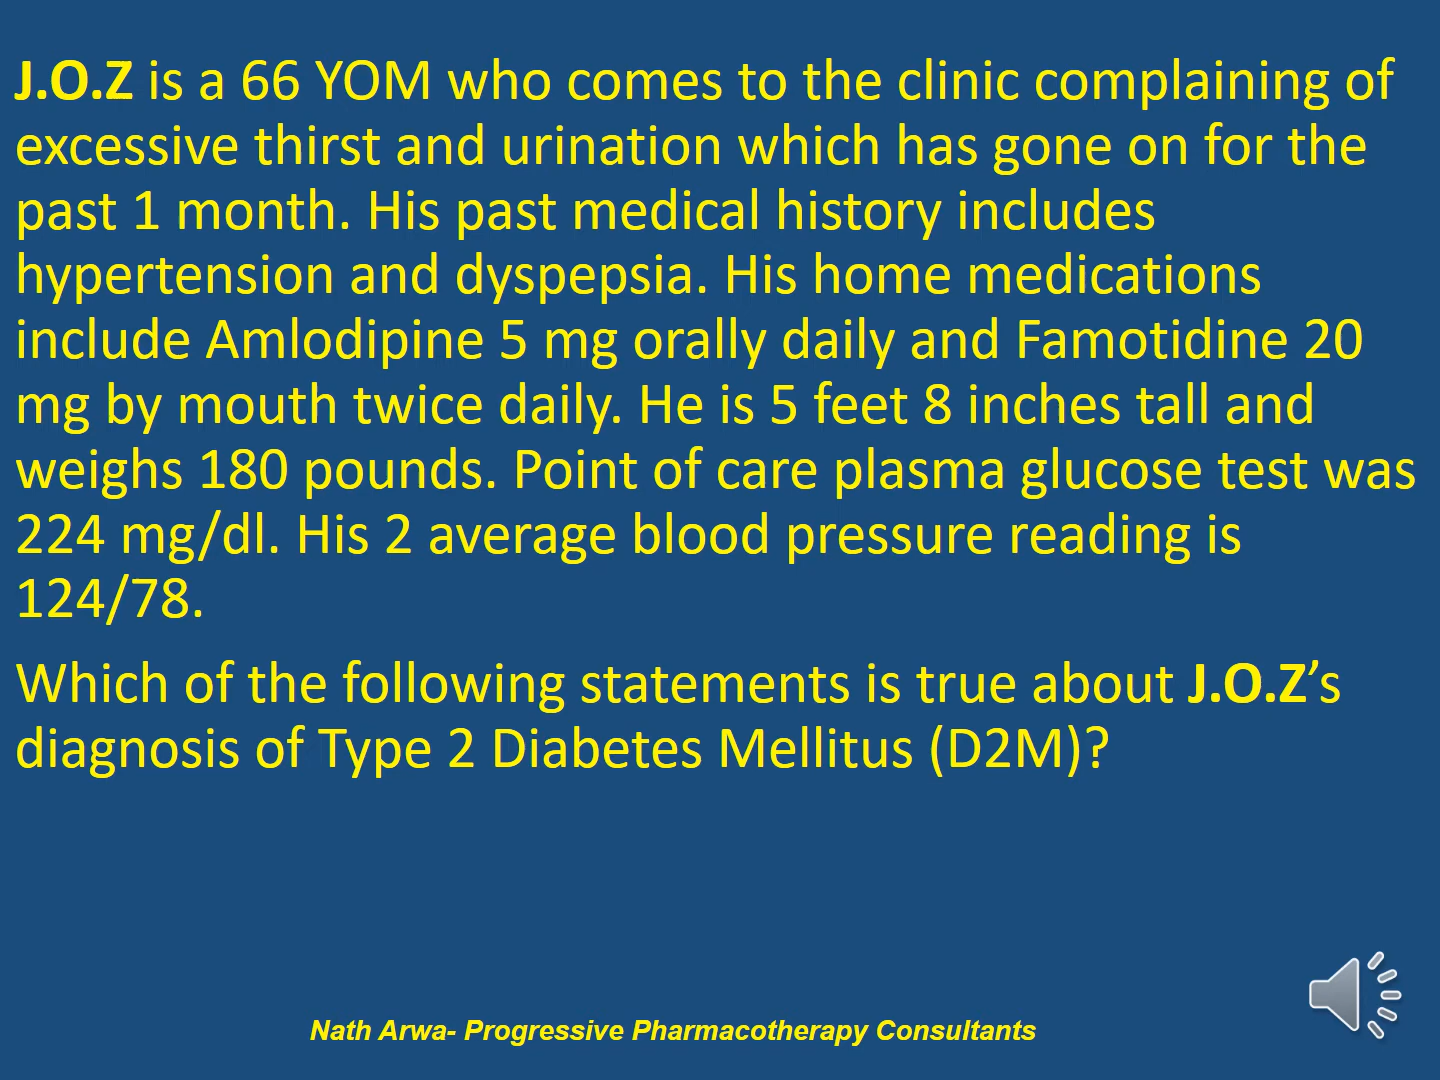 J.O.Z is a 66 YOM who comes to the clinic complaining of
excessive thirst and urination which has gone on for the
past 1 month. His past medical history includes
hypertension and dyspepsia. His home medications
include Amlodipine 5 mg orally daily and Famotidine 20
mg by mouth twice daily. He is 5 feet 8 inches tall and
weighs 180 pounds. Point of care plasma glucose test was
224 mg/dl. His 2 average blood pressure reading is
124/78.
Which of the following statements is true about J.O.Z’s
diagnosis of Type 2 Diabetes Mellitus (D2M)?
Nath Arwa- Progressive Pharmacotherapy Consultants